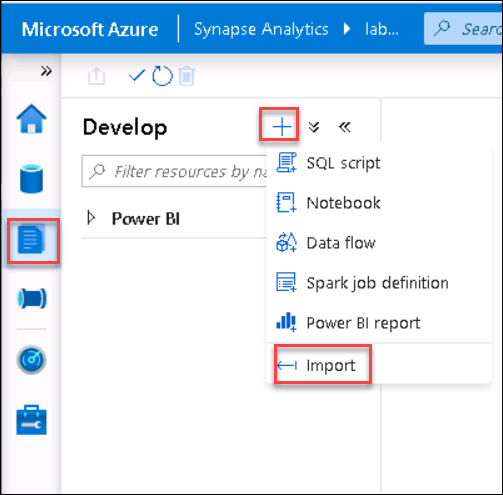 Microsoft Azure Synapse Analytics lab... Searc
Develop
Filter resources by na
Power BI
SQL script
Notebook
Data flow
Spark job definition
Power BI report
Import